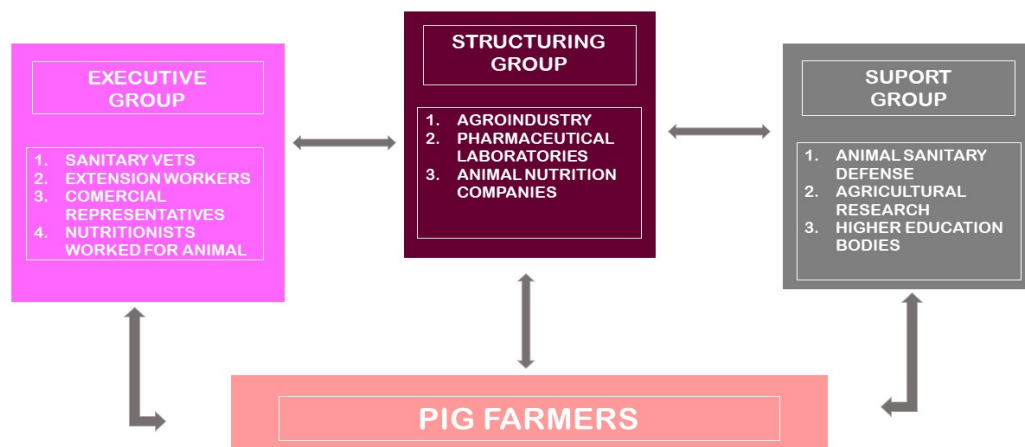 EXECUTIVE
GROUP
1. SANITARY VETS
2. EXTENSION WORKERS
3. COMERCIAL
REPRESENTATIVES
4. NUTRITIONISTS
WORKED FOR ANIMAL
STRUCTURING
GROUP
1. AGROINDUSTRY
2. PHARMACEUTICAL
LABORATORIES
3. ANIMAL NUTRITION
COMPANIES
SUPORT
GROUP
1. ANIMAL SANITARY
DEFENSE
2. AGRICULTURAL
RESEARCH
3. HIGHER EDUCATION
BODIES
PIG FARMERS